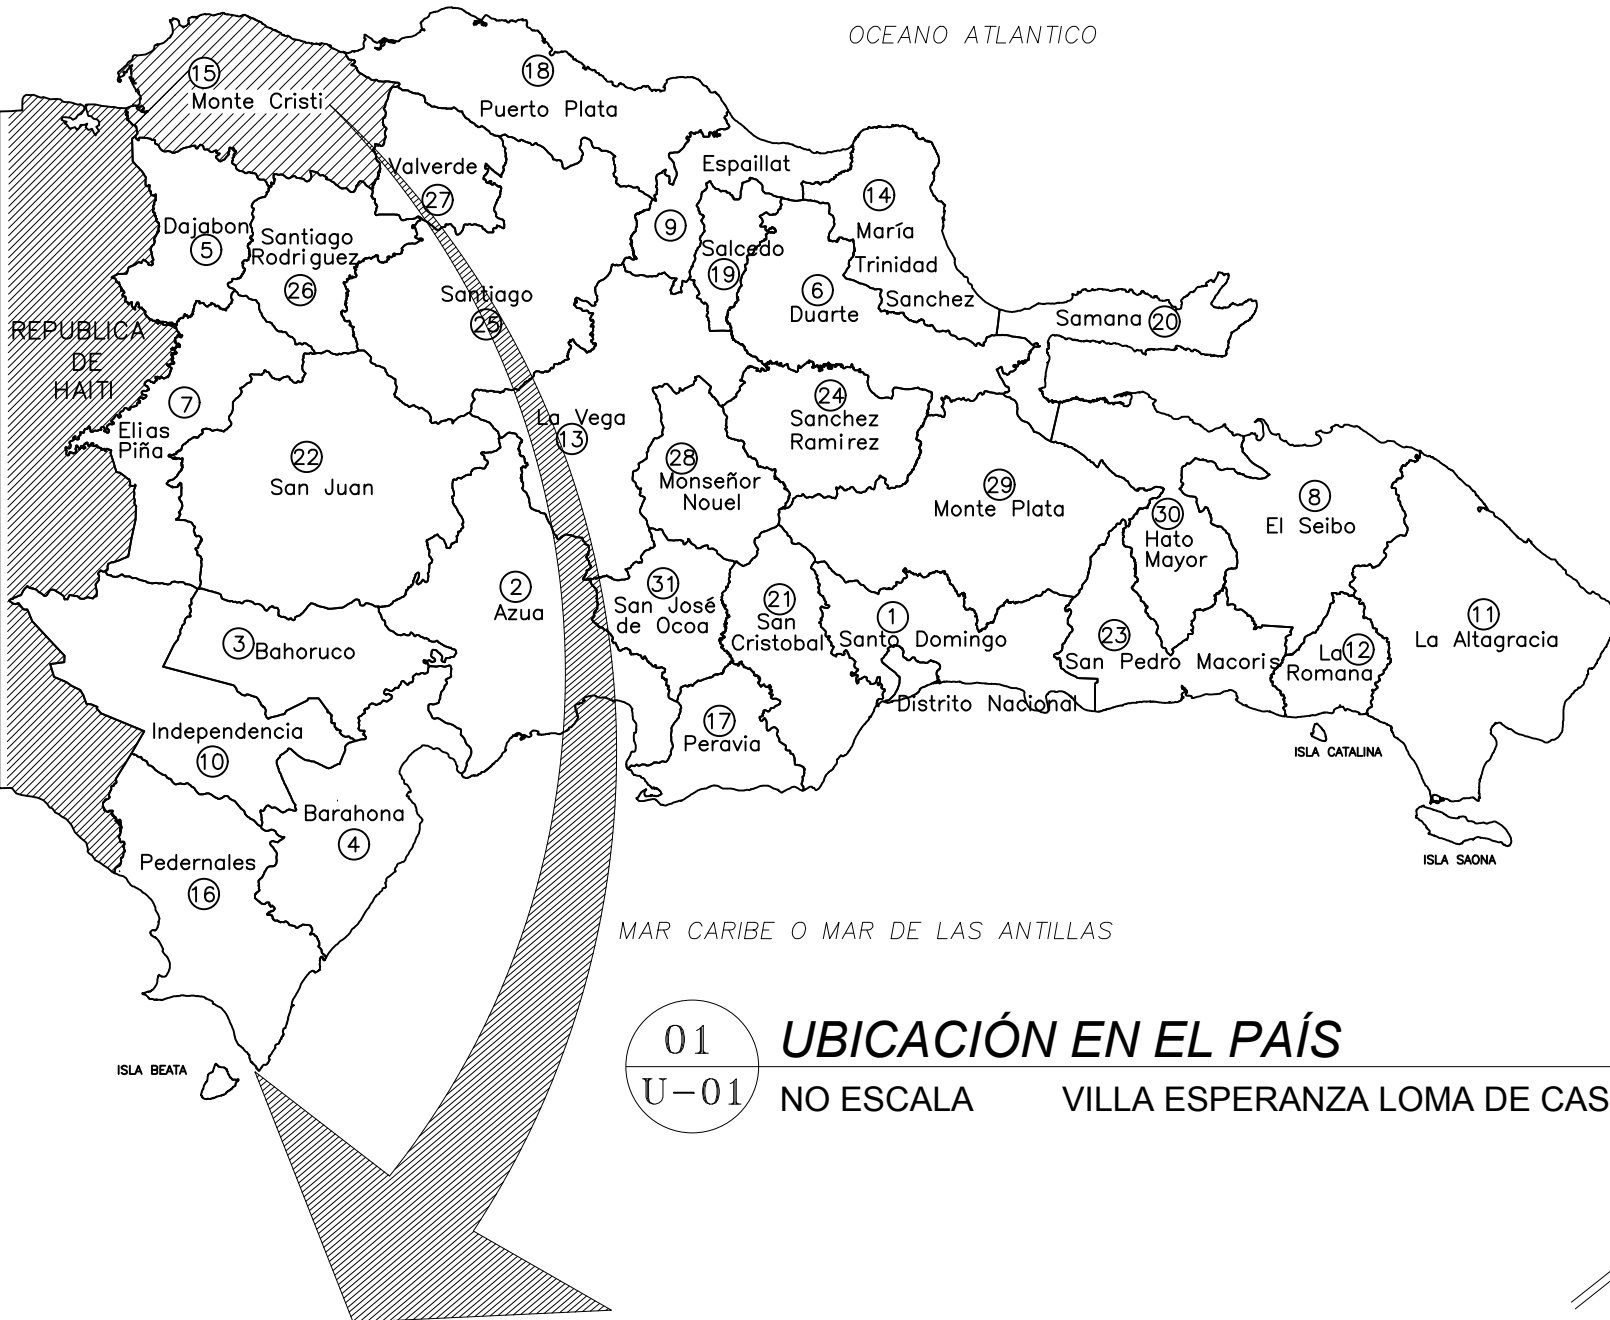 OCEANO ATLANTICO
15
Monte Cristi
18
Puerto Plata
Valverde
27
Espaillat
9
14
María
Trinidad
Sanchez
Dajabon
5
Santiago
Rodriguez
26
Salcedo
19
6
Duarte
Santiago
25
Samana 20
REPUBLICA
DE
HAITI
7
Elias
Piña
22
San Juan
La Vega
13
24
Sanchez
Ramirez
28
Monseñor
Nouel
29
Monte Plata
30
Hato
Mayor
8
El Seibo
2
Azua
31
San José
de Ocoa
21
San
Cristobal
1
Santo Domingo
23
San Pedro Macoris
La 12
Romana
11
La Altagracia
3 Bahoruco
Distrito Nacional
17
Peravia
Independencia
10
ISLA CATALINA
Barahona
4
Pedernales
16
ISLA SAONA
MAR CARIBE O MAR DE LAS ANTILLAS
ISLA BEATA
01
U-01
UBICACIÓN EN EL PAÍS
NO ESCALA VILLA ESPERANZA LOMA DE CAS